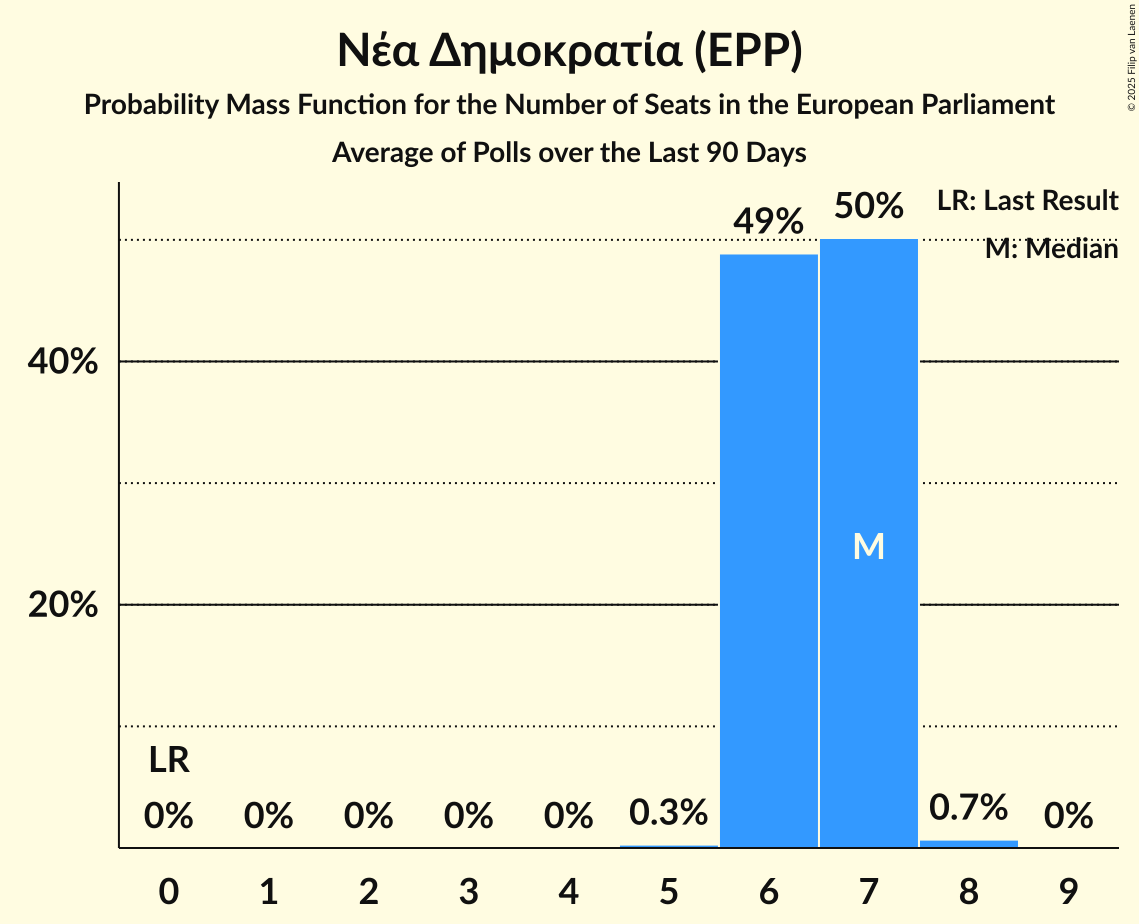 Νέα Δημοκρατία (EPP)
Probability Mass Function for the Number of Seats in the European Parliament
Average of Polls over the Last 90 Days
© 2025 Filip van Laenen
LR: Last Result
M: Median
49%
50%
40%
20%
M
LR
0%
0%
0%
0%
0%
0.3%
0.7%
0%
0 1 2 3 4 5 6 7 8 9